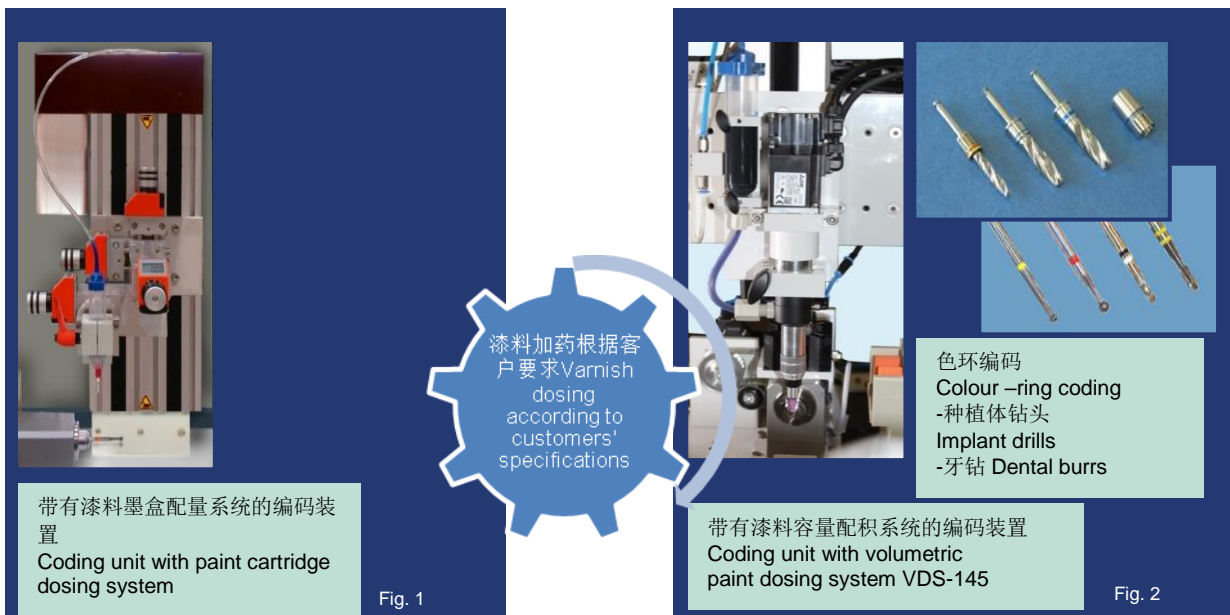 漆料加药根据客
户要求Varnish
dosing
according to
customers'
specifications
带有漆料墨盒配量系统的编码装
置
Coding unit with paint cartridge
dosing system
Fig. 1
色环编码
Colour –ring coding
-种植体钻头
Implant drills
-牙钻 Dental burrs
带有漆料容量配积系统的编码装置
Coding unit with volumetric
paint dosing system VDS-145
Fig. 2